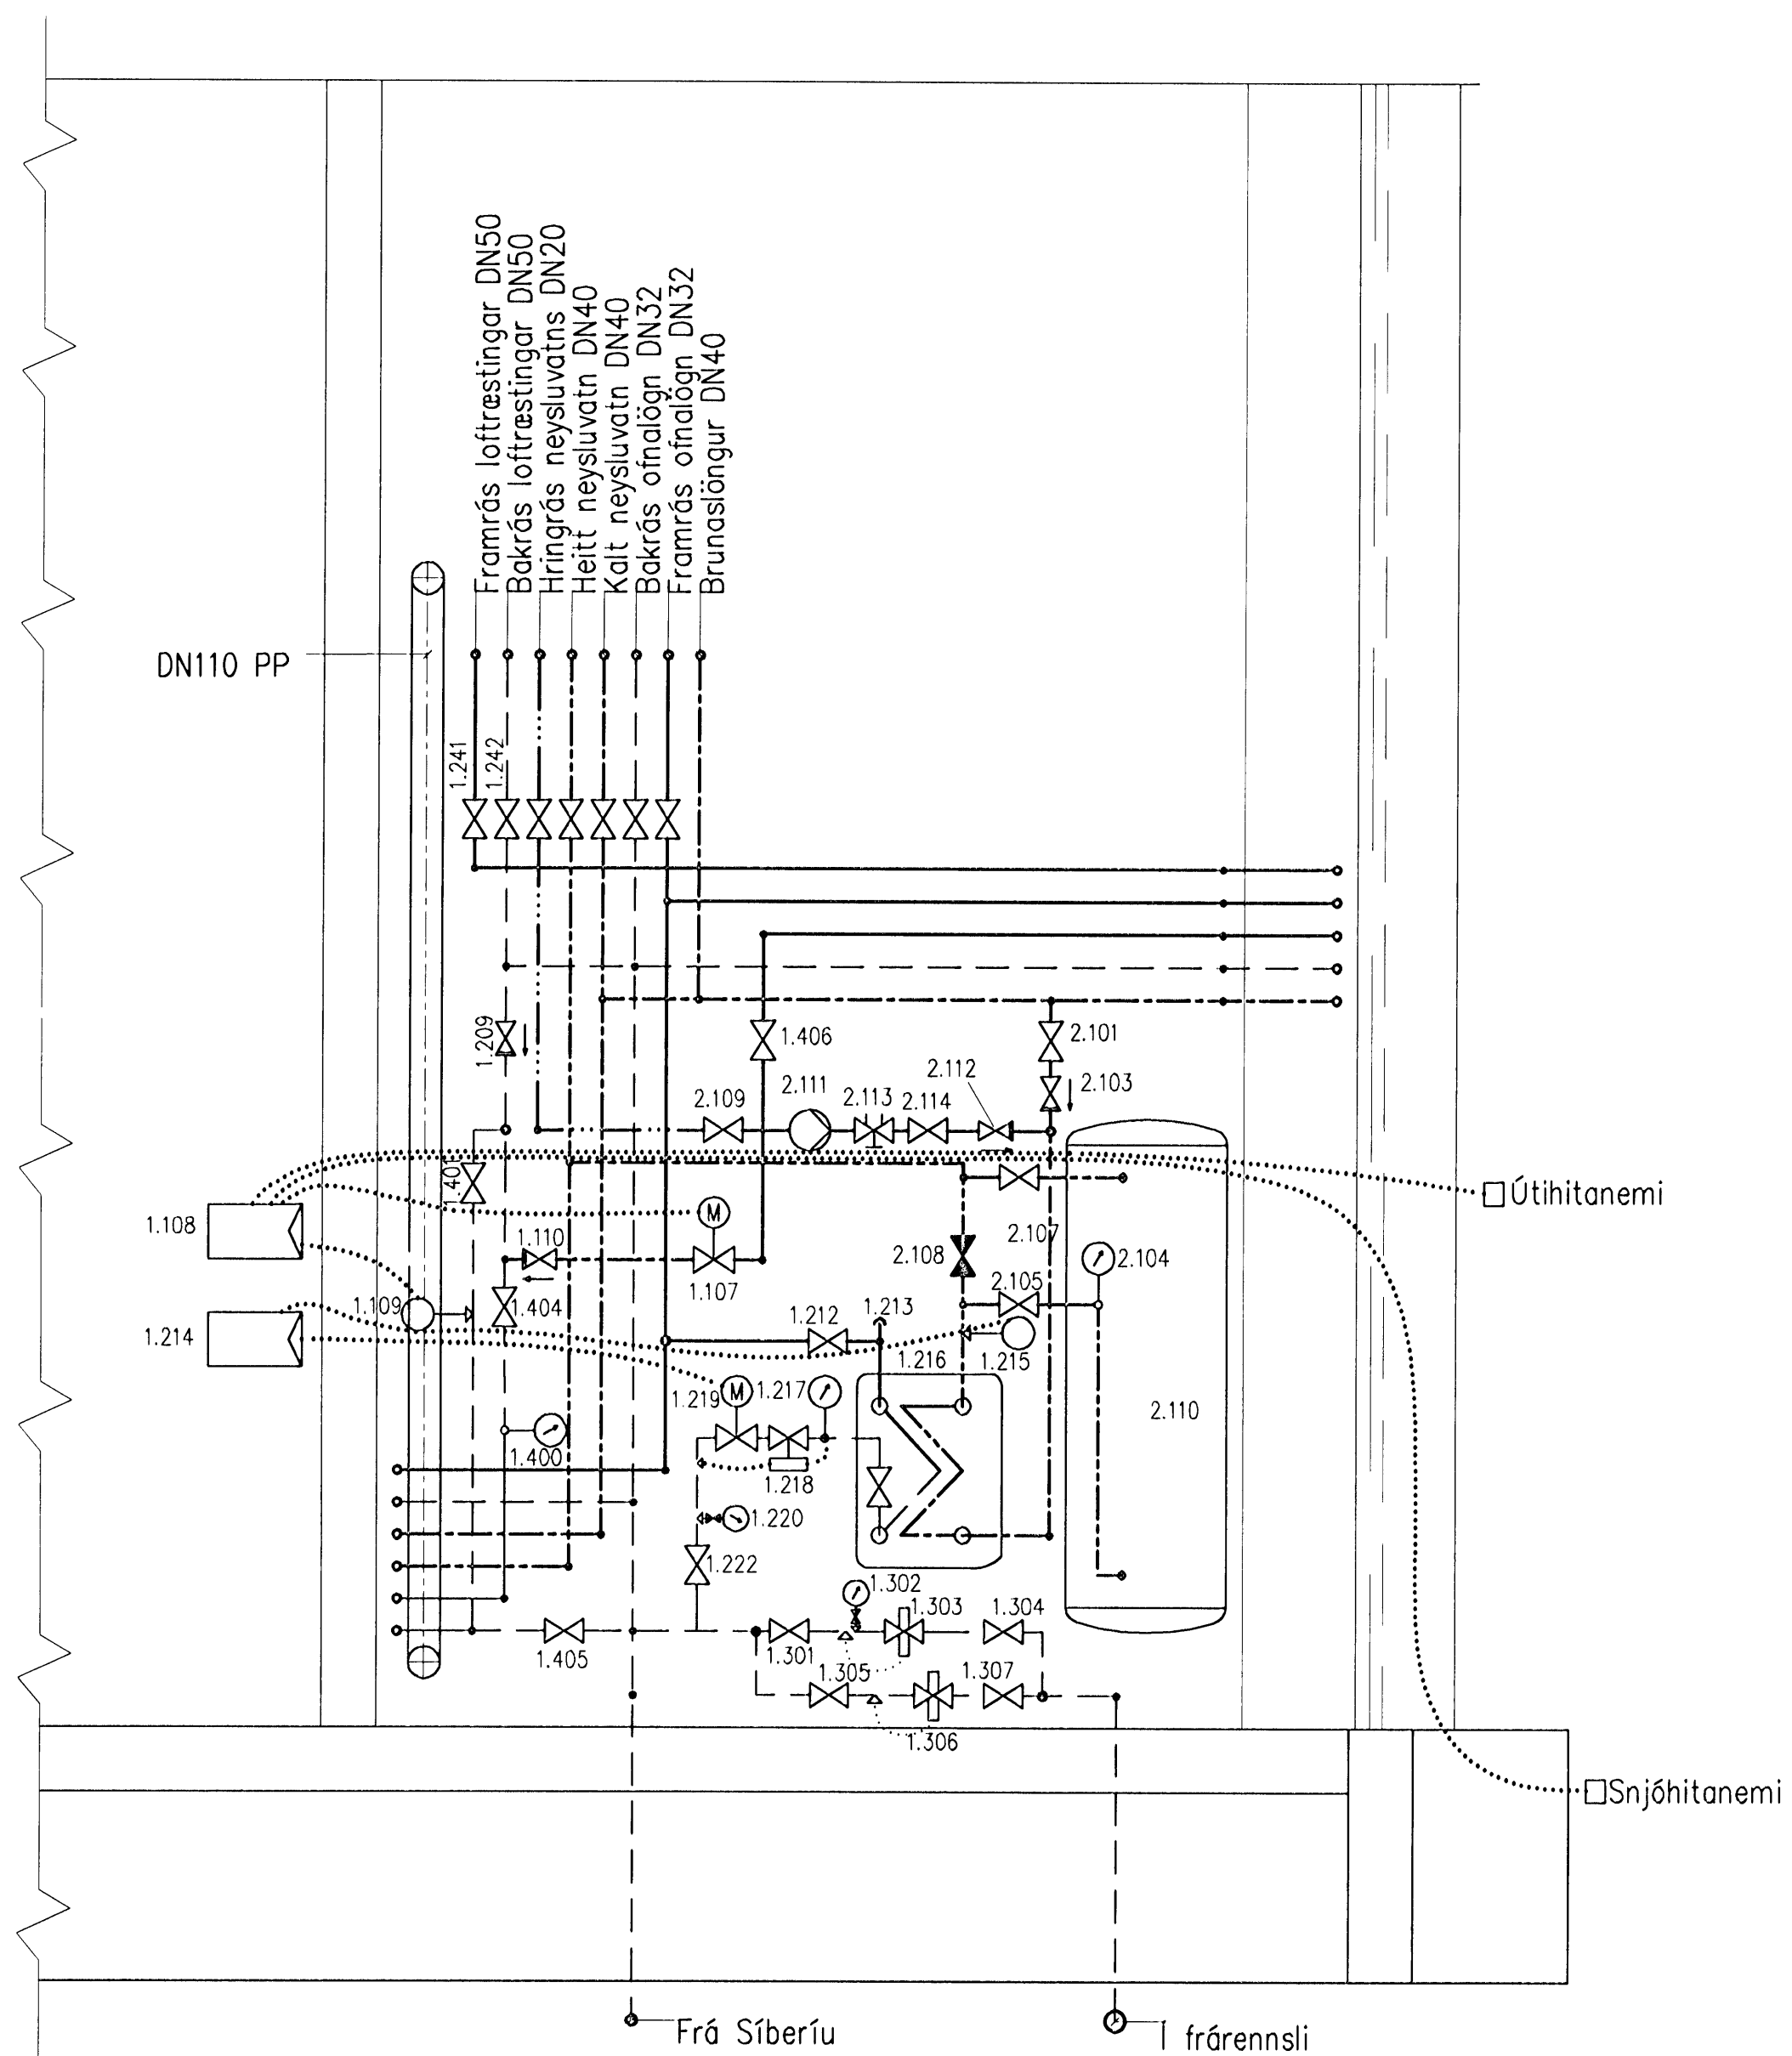 Framrás loftræstingar DN50
Bakrás loftræstingar DN50
Hringrás neysluvatns DN20
Heitt neysluvatn DN40
Kalt neysluvatn DN40
Bakrás ofnalögn DN32
Framrás ofnalögn DN32
Brunaslöngur DN40
DN110 PP
1.241
1.242
1.209
1.406
2.101
2.112
2.103
2.109
2.111
2.113
2.114
1.401
Útihitanemi
1.108
M
1.110
2.108
2.107
2.104
1.107
2.105
1.109
1.404
1.214
1.212
1.213
1.216
1.215
1.219
M
1.217
2.110
1.400
1.218
1.220
1.222
1.302
1.303
1.304
1.405
1.301
1.305
1.307
1.306
Snjóhitanemi
Frá Síberíu
Í frárennsli